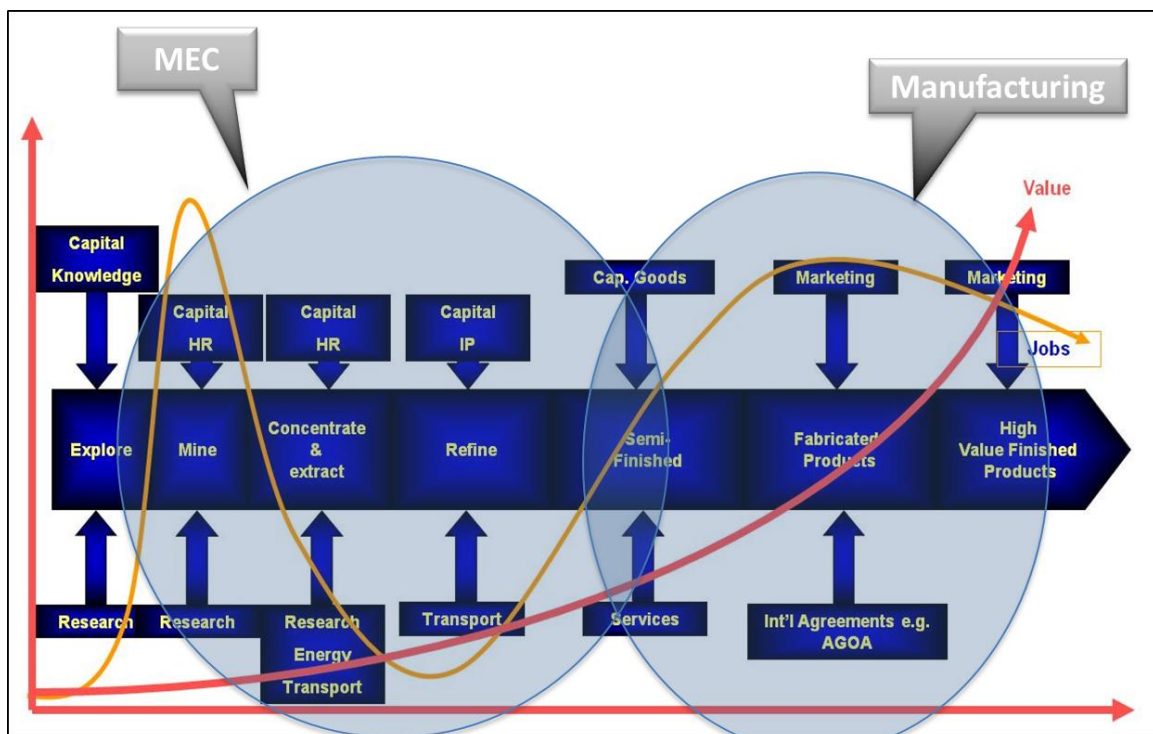 MEC
Manufacturing
Value
Capital
Knowledge
Cap. Goods
Marketing
Marketing
Capital
HR
Capital
HR
Capital
IP
Jobs
Explore
Mine
Concentrate
&
extract
Refine
Semi-
Finished
Fabricated
Products
High
Value Finished
Products
Research
Research
Research
Energy
Transport
Transport
Services
Int'l Agreements e.g.
AGOA